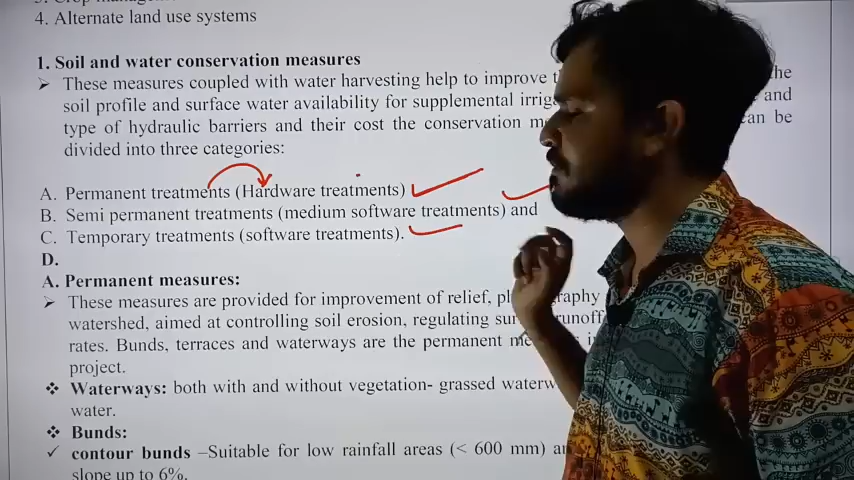 4. Alternate land use systems
1. Soil and water conservation measures
➢ These measures coupled with water harvesting help to improve
soil profile and surface water availability for supplemental and
type of hydraulic barriers and their cost the conservation can be
divided into three categories:
A. Permanent treatments (Hardware treatments)
B. Semi permanent treatments (medium software treatments) and
C. Temporary treatments (software treatments).
D.
A. Permanent measures:
➢ These measures are provided for improvement of relief,
watershed, aimed at controlling soil erosion, regulating runoff
rates. Bunds, terraces and waterways are the permanent
project.
❖ Waterways: both with and without vegetation- grassed
water.
❖ Bunds:
✓ contour bunds –Suitable for low rainfall areas (< 600 mm)
slope up to 6%.